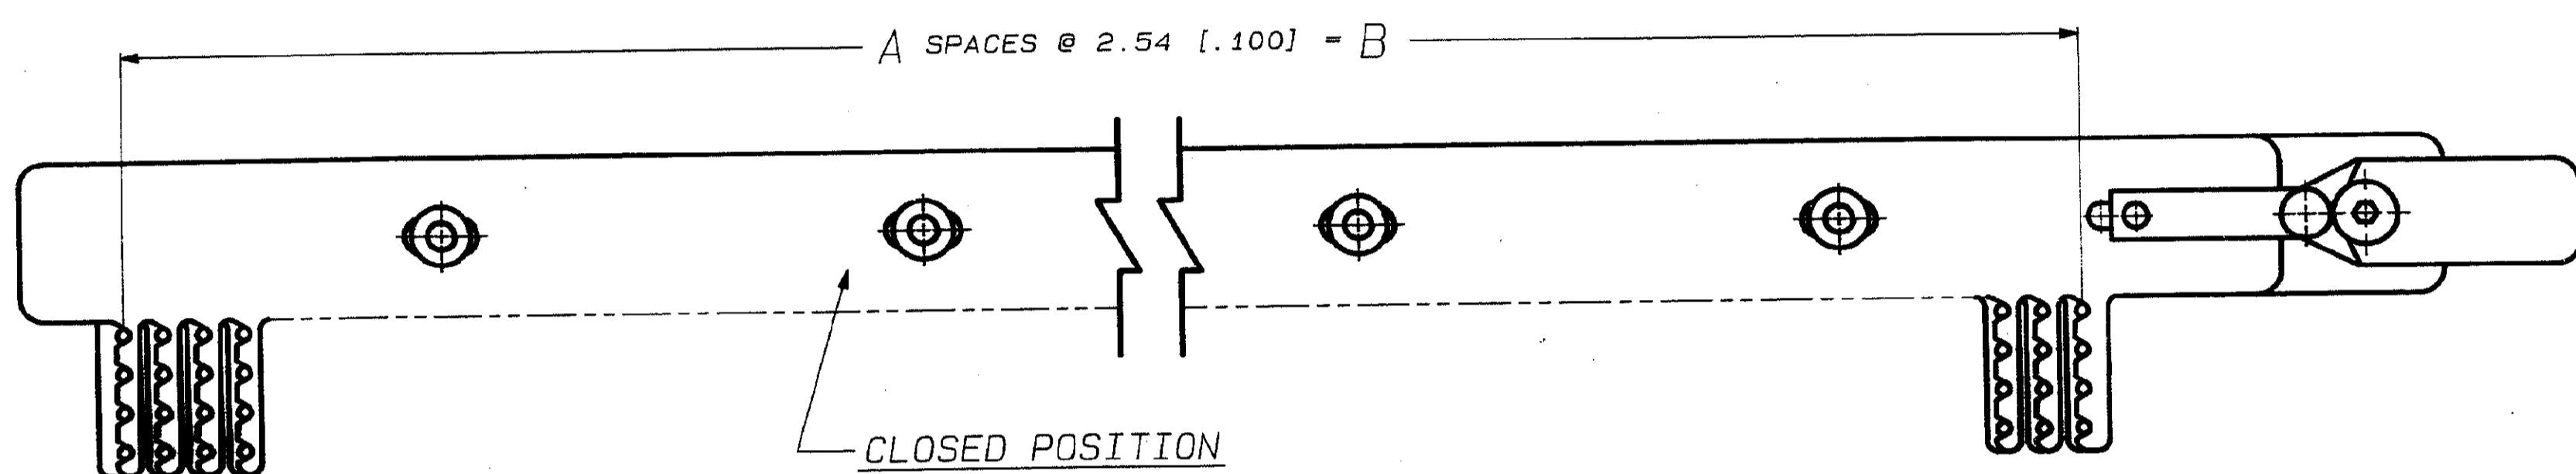 A SPACES @ 2.54 [.100] = B
CLOSED POSITION